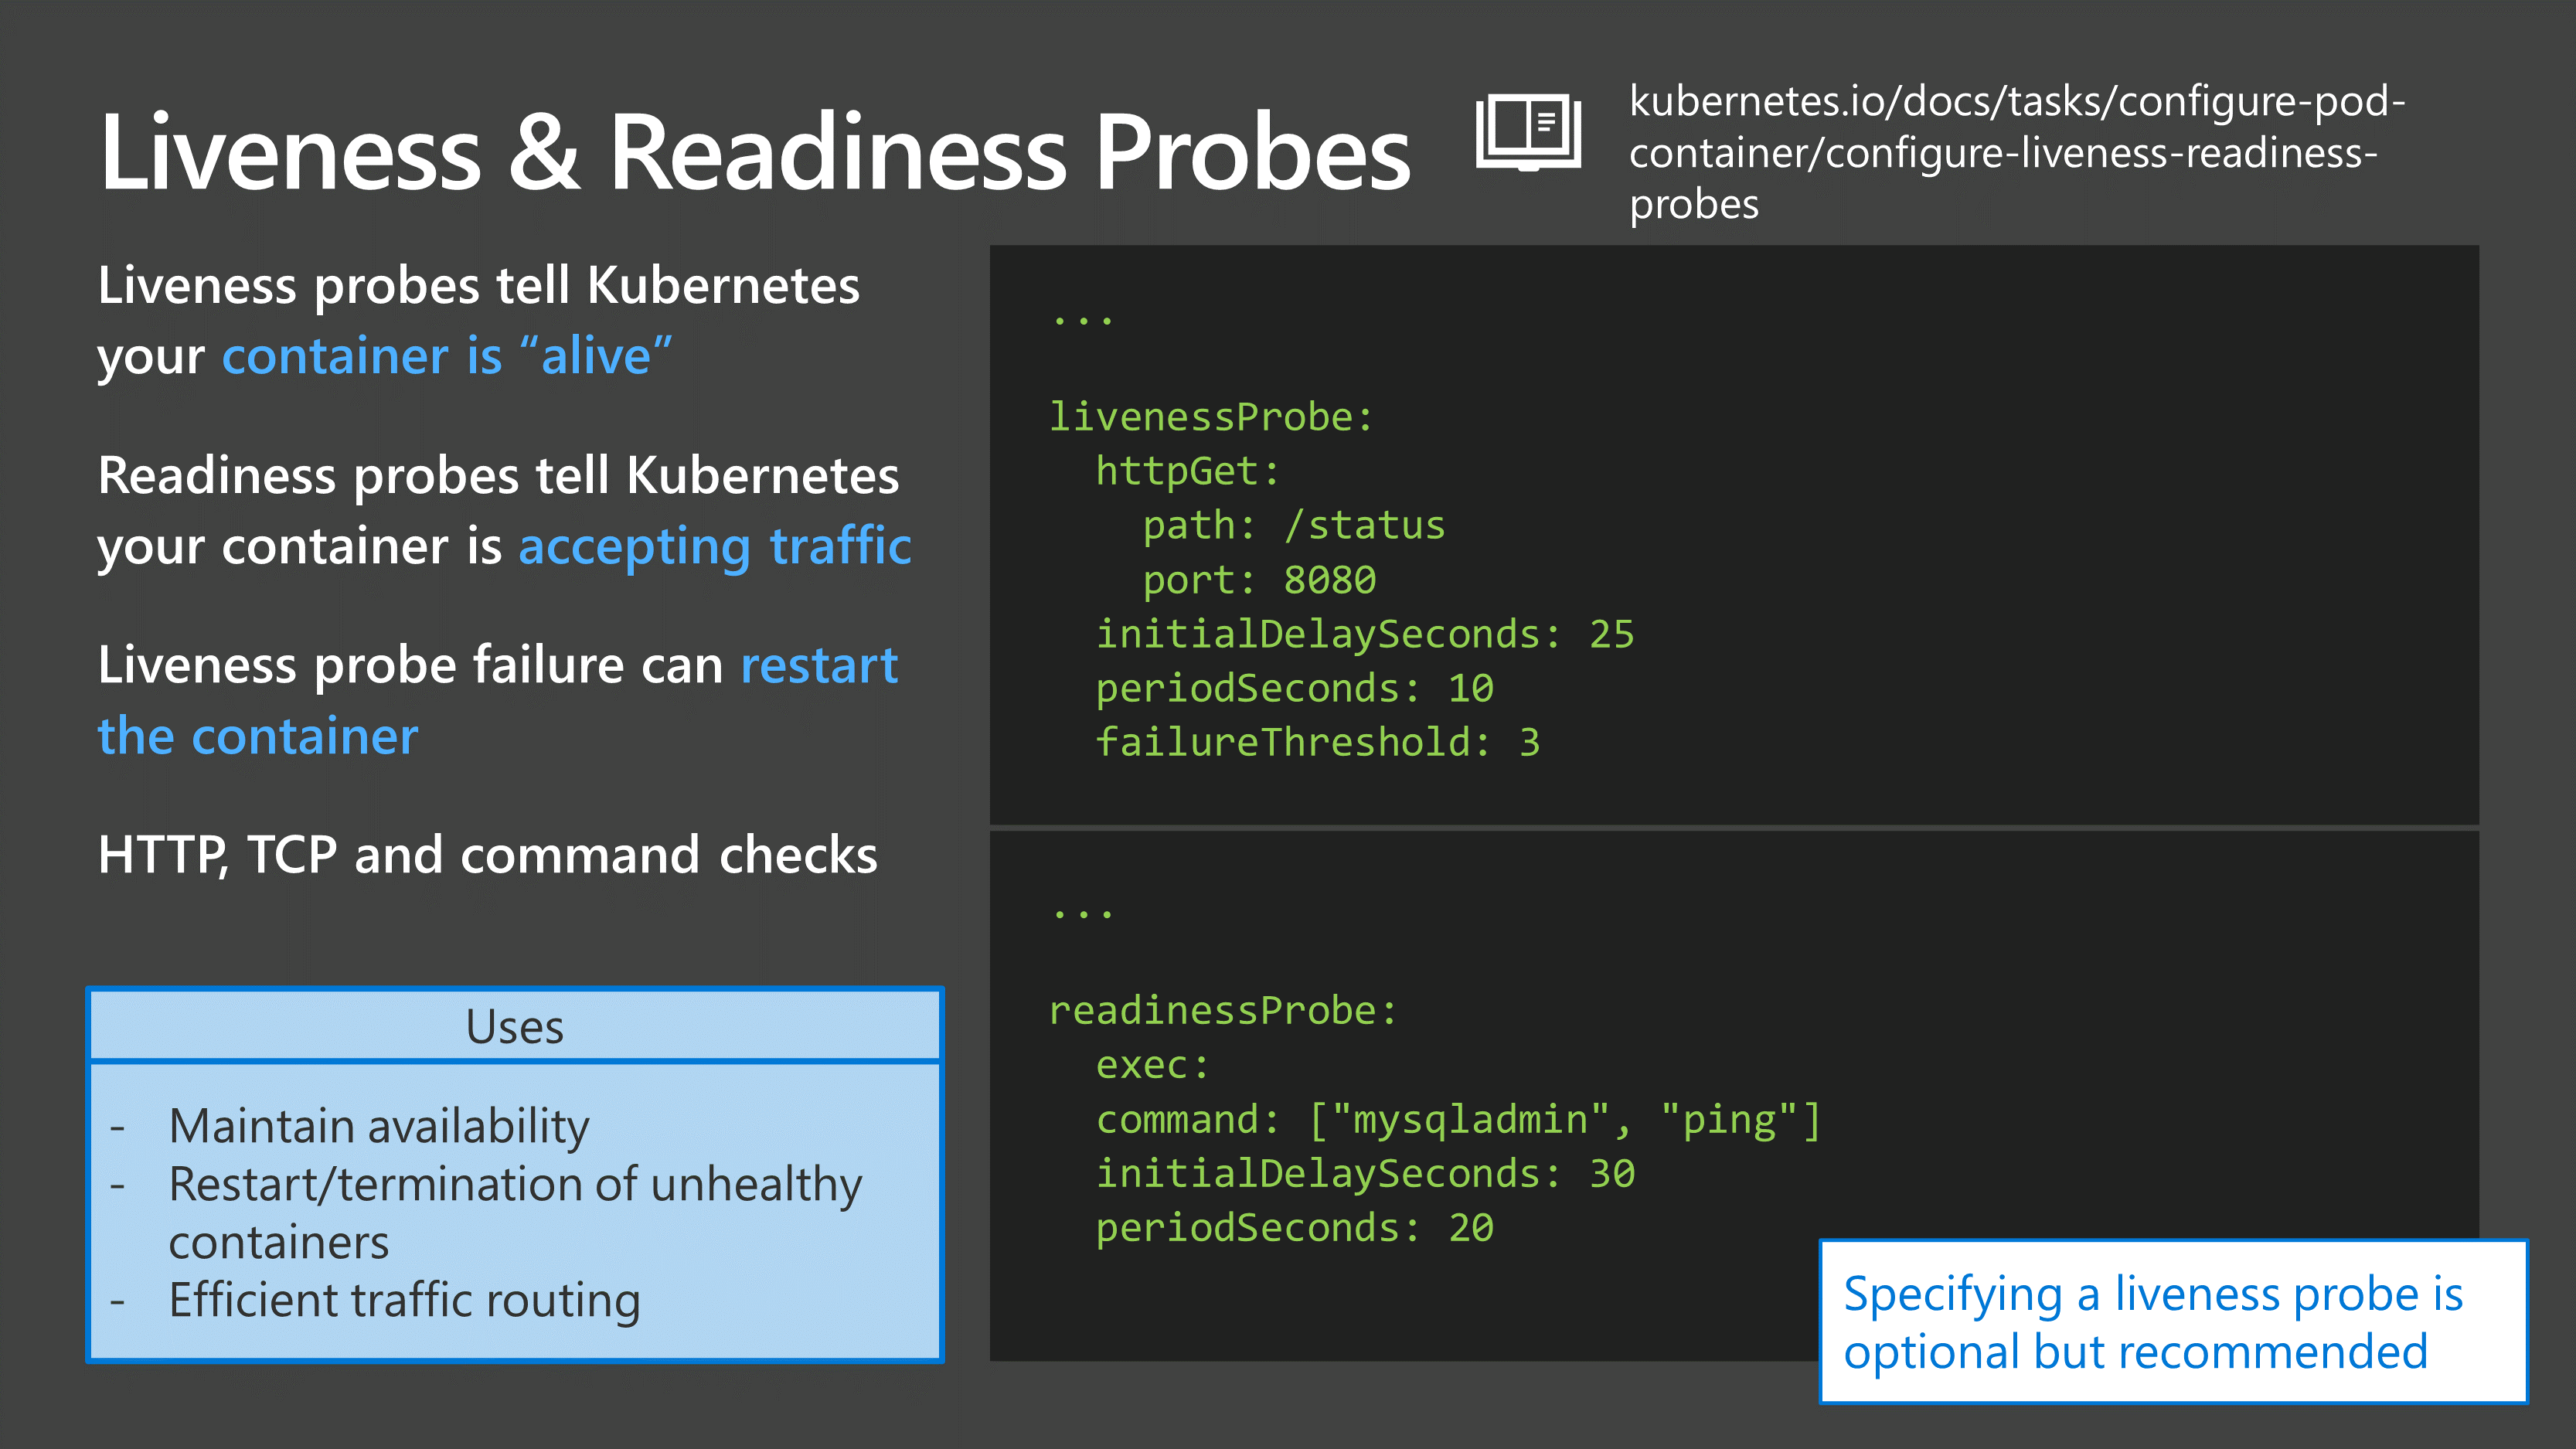 Liveness & Readiness Probes
kubernetes.io/docs/tasks/configure-pod-
container/configure-liveness-readiness-
probes
Liveness probes tell Kubernetes
your container is “alive”
Readiness probes tell Kubernetes
your container is accepting traffic
Liveness probe failure can restart
the container
HTTP, TCP and command checks
Uses
- Maintain availability
- Restart/termination of unhealthy
containers
- Efficient traffic routing
...
livenessProbe:
  httpGet:
    path: /status
    port: 8080
  initialDelaySeconds: 25
  periodSeconds: 10
  failureThreshold: 3
...
readinessProbe:
  exec:
  command: ["mysqladmin", "ping"]
  initialDelaySeconds: 30
  periodSeconds: 20
Specifying a liveness probe is
optional but recommended